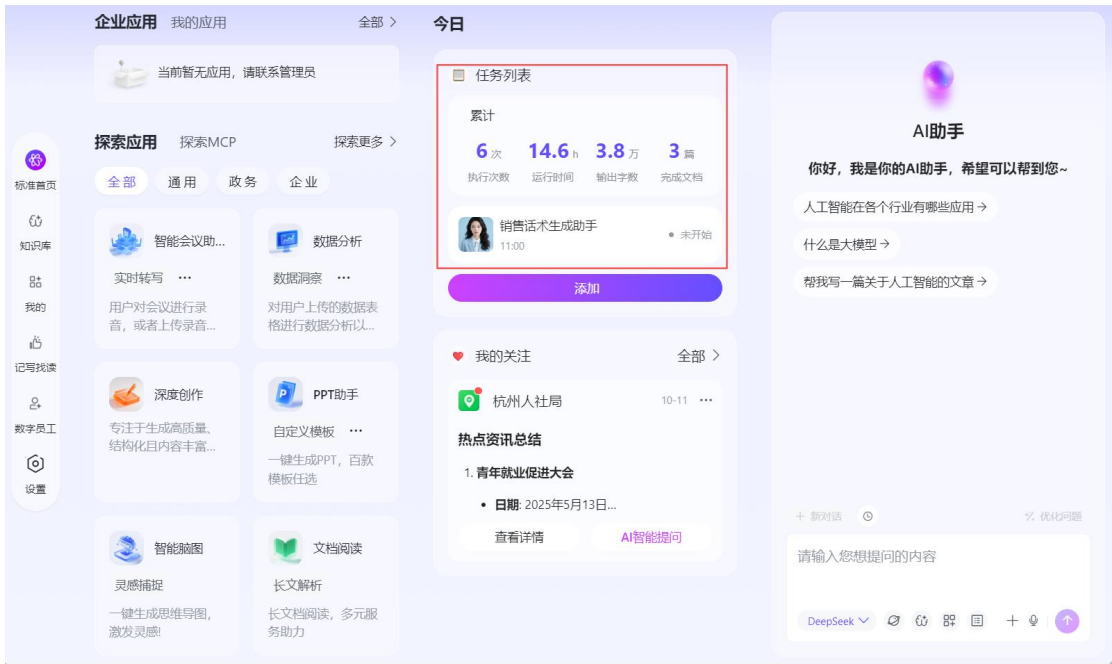 标准首页
知识库
我的
记写找读
数字员工
设置
企业应用 我的应用 全部 >
当前暂无应用，请联系管理员
探索应用 探索MCP 探索更多 >
全部 通用 政务 企业
智能会议助...
实时转写 ···
用户对会议进行录
音，或者上传录音...
数据分析
数据洞察 ···
对用户上传的数据表
格进行数据分析以...
深度创作
专注于生成高质量、
结构化且内容丰富...
PPT助手
自定义模板 ···
一键生成PPT，百款
模板任选
智能脑图
灵感捕捉
一键生成思维导图，
激发灵感!
文档阅读
长文解析
长文档阅读，多元服
务助力
今日
任务列表
累计
6 次 14.6 h 3.8 万 3 篇
执行次数 运行时间 输出字数 完成文档
销售话术生成助手
11:00
未开始
添加
我的关注 全部 >
杭州人社局 10-11 ···
热点资讯总结
1. 青年就业促进大会
• 日期: 2025年5月13日...
查看详情 AI智能提问
AI助手
你好，我是你的AI助手，希望可以帮到您~
人工智能在各个行业有哪些应用→
什么是大模型→
帮我写一篇关于人工智能的文章→
+ 新对话 优化问题
请输入您想提问的内容
DeepSeek